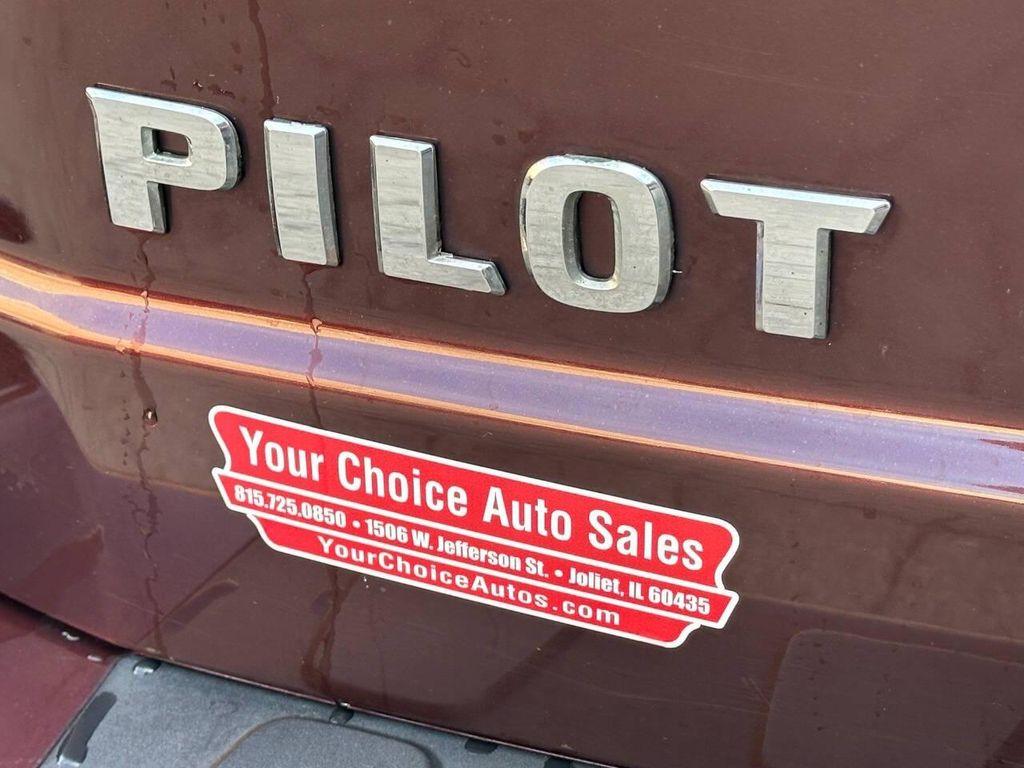 PILOT
Your Choice Auto Sales
815.725.0850 • 1506 W. Jefferson St. • Joliet, IL 60435
YourChoiceAutos.com